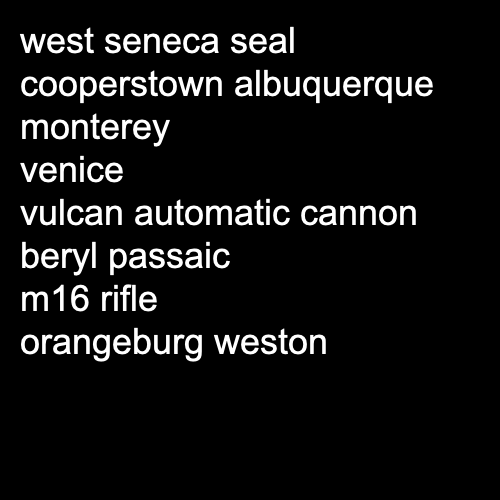 west seneca seal
cooperstown albuquerque
monterey
venice
vulcan automatic cannon
beryl passaic
m16 rifle
orangeburg weston